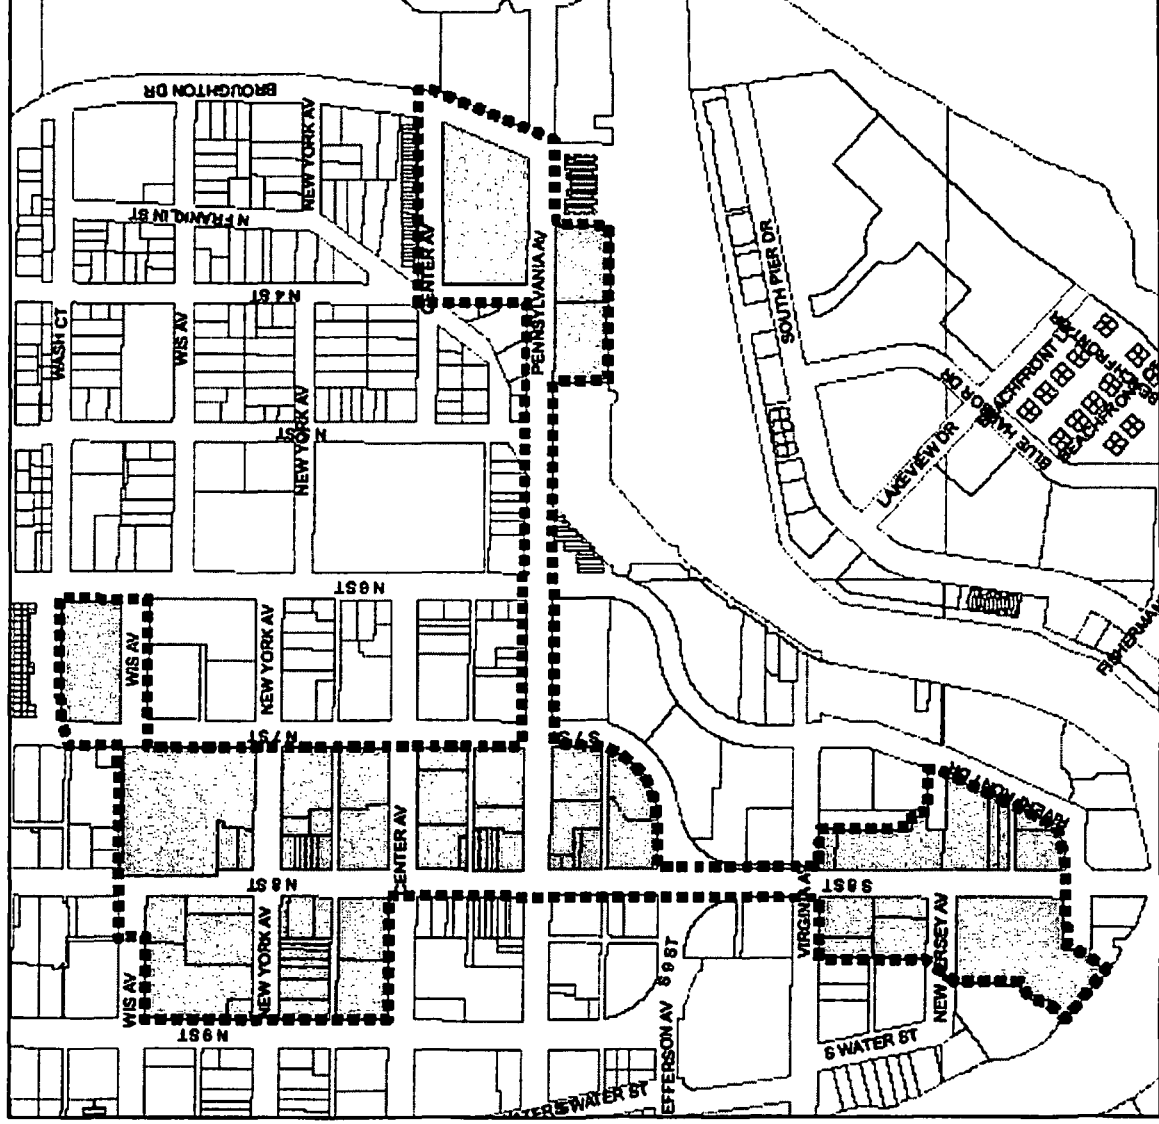 BROUGHTON DR
NEW YORK AV
N FRANKLIN ST
CENTER AV
PENNSYLVANIA AV
SOUTH PIER DR
N 4 ST
WASH CT
WIS AV
NEW YORK AV
BLUE HARBOR DR
LAKEVIEW DR
N 6 ST
WIS AV
NEW YORK AV
N 7 ST
S 7 S
RIVERFRONT DR
CENTER AV
N 8 ST
S 8 ST
VIRGINIA AV
NEW YORK AV
NEW JERSEY AV
S 9 ST
WIS AV
N 9 ST
S WATER ST
EFFERSON AV
S WATER ST